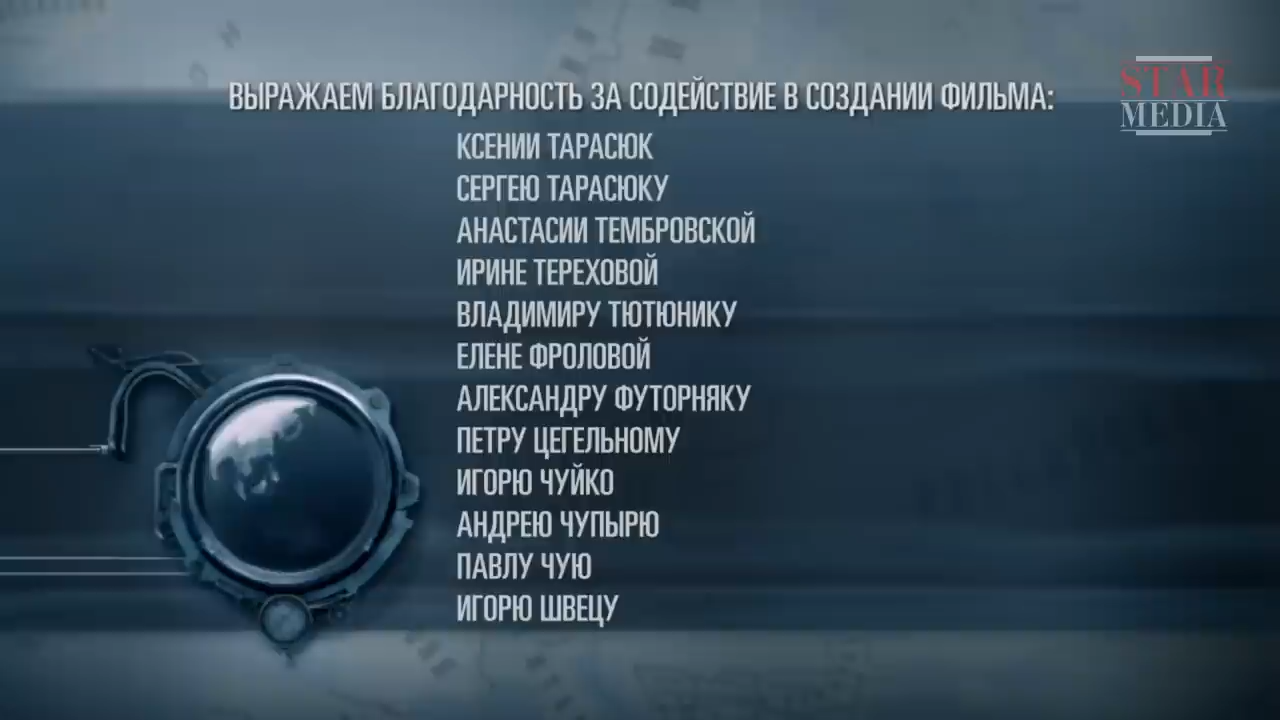 ВЫРАЖАЕМ БЛАГОДАРНОСТЬ ЗА СОДЕЙСТВИЕ В СОЗДАНИИ ФИЛЬМА:
STAR
MEDIA
КСЕНИИ ТАРАСЮК
СЕРГЕЮ ТАРАСЮКУ
АНАСТАСИИ ТЕМБРОВСКОЙ
ИРИНЕ ТЕРЕХОВОЙ
ВЛАДИМИРУ ТЮТЮНИКУ
ЕЛЕНЕ ФРОЛОВОЙ
АЛЕКСАНДРУ ФУТОРНЯКУ
ПЕТРУ ЦЕГЕЛЬНОМУ
ИГОРЮ ЧУЙКО
АНДРЕЮ ЧУПЫРЮ
ПАВЛУ ЧУЮ
ИГОРЮ ШВЕЦУ